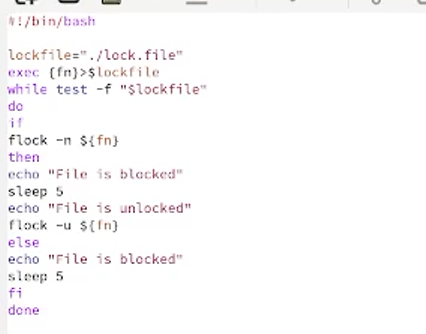 #!/bin/bash
lockfile="./lock.file"
exec {fn}>$lockfile
while test -f "$lockfile"
do
if
flock -n ${fn}
then
echo "File is blocked"
sleep 5
echo "File is unlocked"
flock -u ${fn}
else
echo "File is blocked"
sleep 5
fi
done